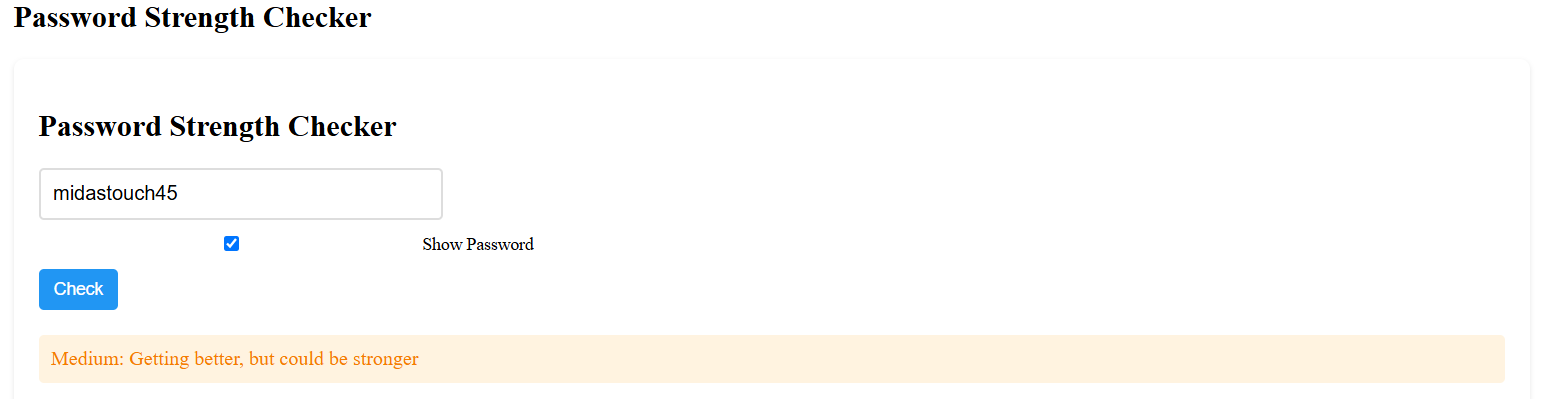 Password Strength Checker
Password Strength Checker
midastouch45
Show Password
Check
Medium: Getting better, but could be stronger